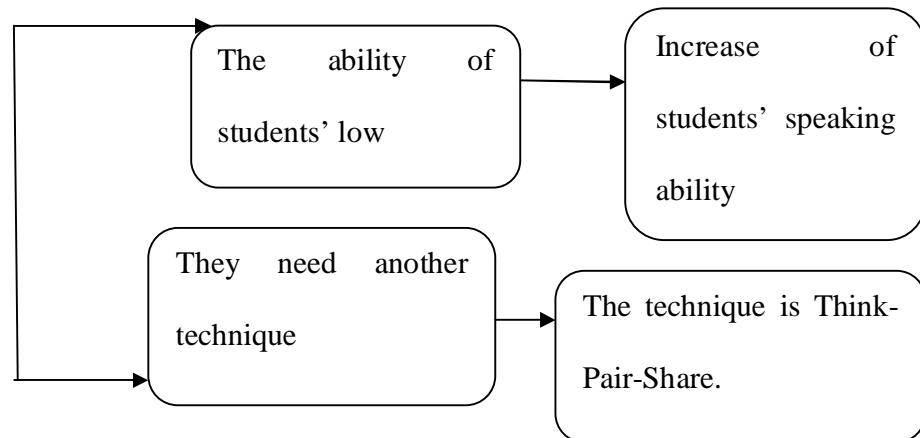 The ability of
students’ low
Increase of
students’ speaking
ability
They need another
technique
The technique is Think-
Pair-Share.